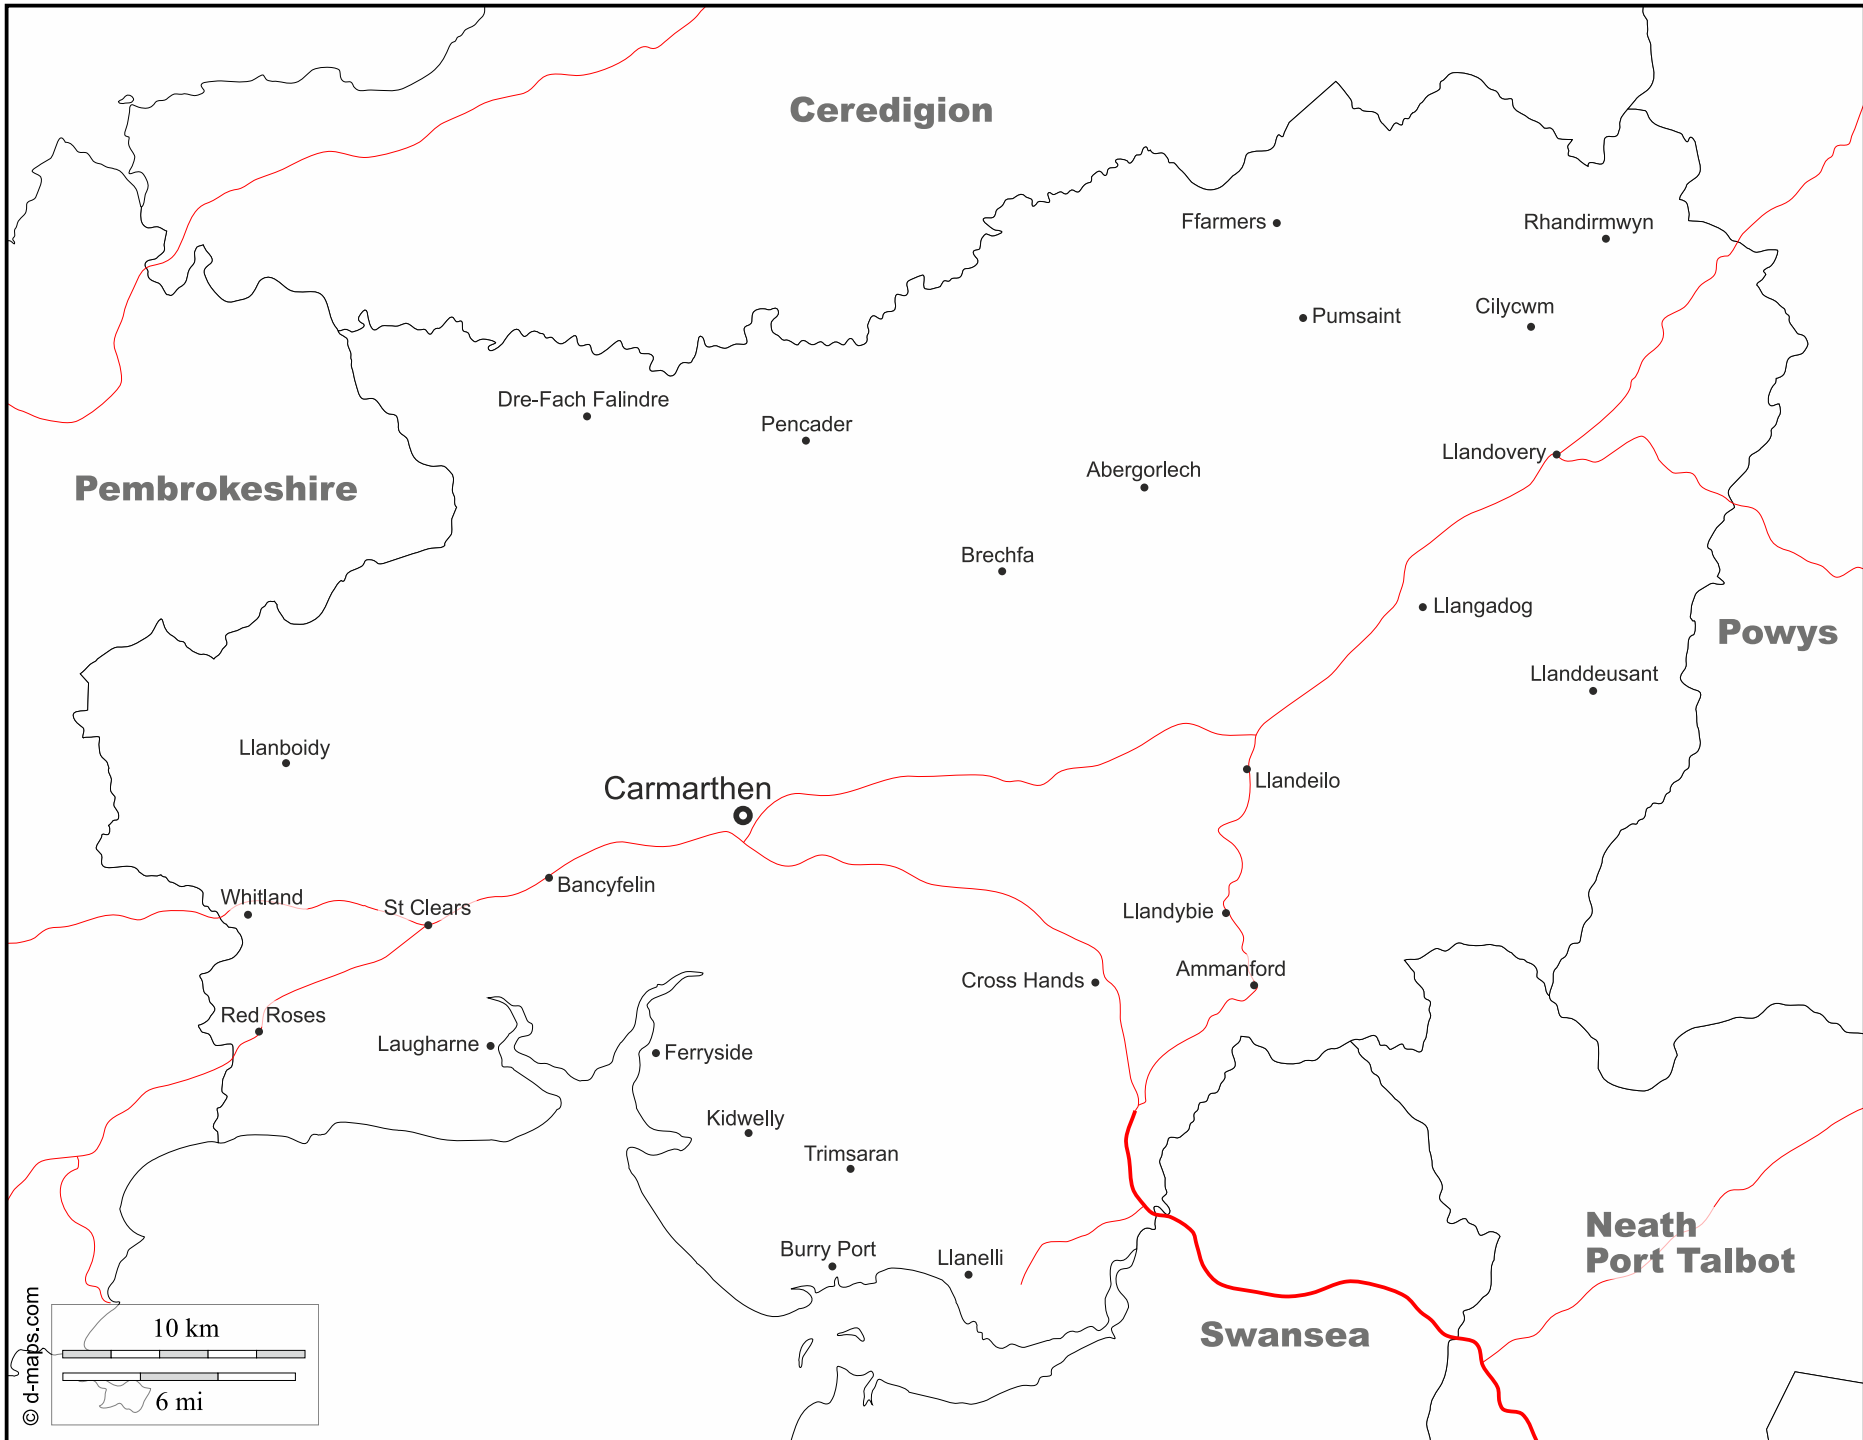 Ceredigion
Ffarmers
Rhandirmwyn
Pumsaint
Cilycwm
Dre-Fach Falindre
Pencader
Llandovery
Abergorlech
Pembrokeshire
Brechfa
Llangadog
Powys
Llanddeusant
Llanboidy
Carmarthen
Llandeilo
Bancyfelin
Whitland
St Clears
Llandybie
Ammanford
Cross Hands
Red Roses
Laugharne
Ferryside
Kidwelly
Trimsaran
Neath
Port Talbot
Burry Port
Llanelli
Swansea
10 km
6 mi
© d-maps.com